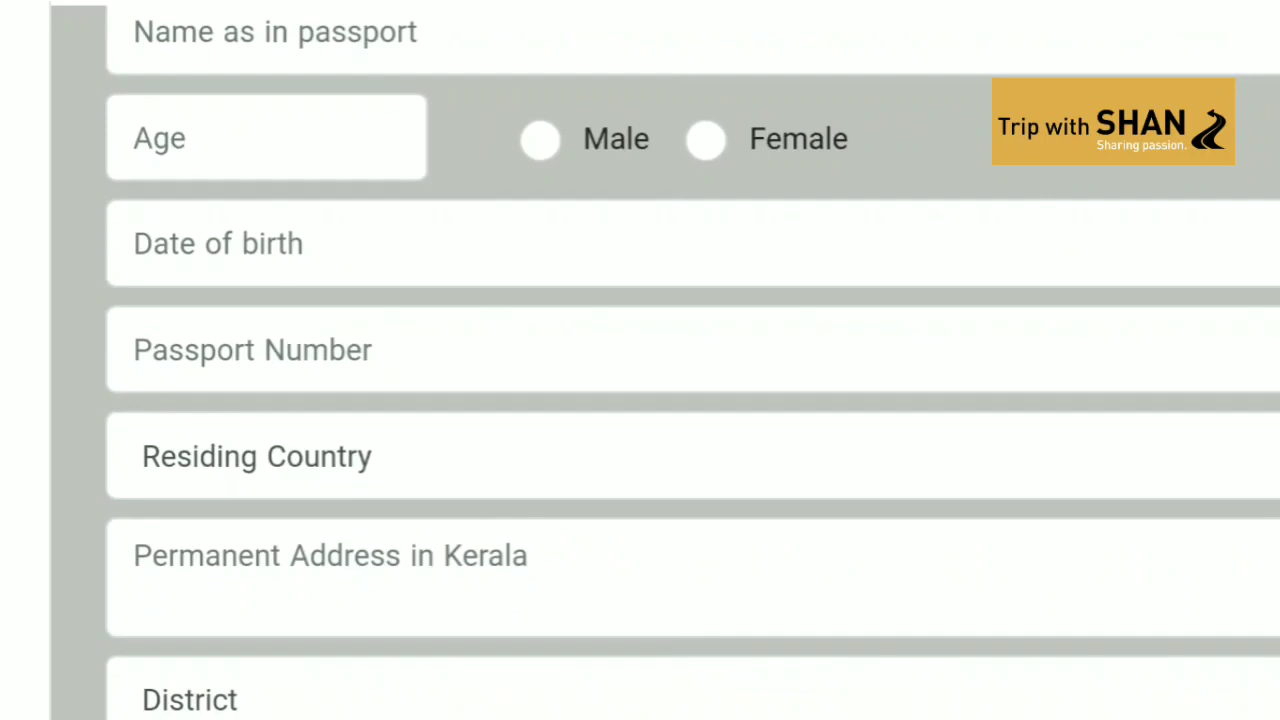 Name as in passport
Age
Male
Female
Trip with SHAN
Sharing passion.
Date of birth
Passport Number
Residing Country
Permanent Address in Kerala
District